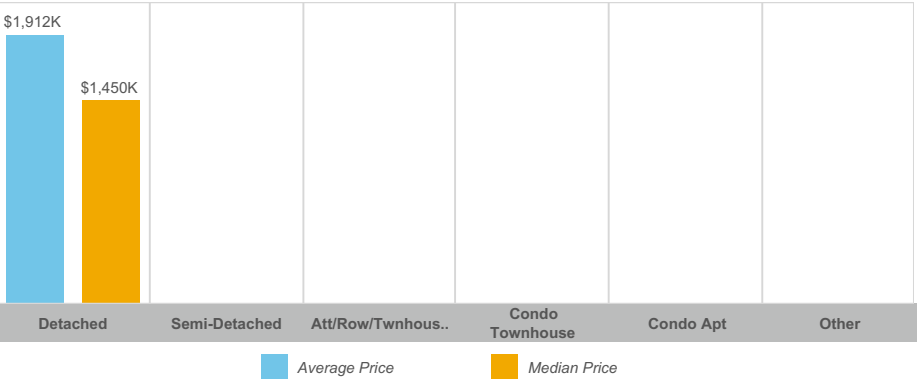 $1,912K
$1,450K
Detached
Semi-Detached
Att/Row/Twnhous..
Condo
Townhouse
Condo Apt
Other
Average Price
Median Price